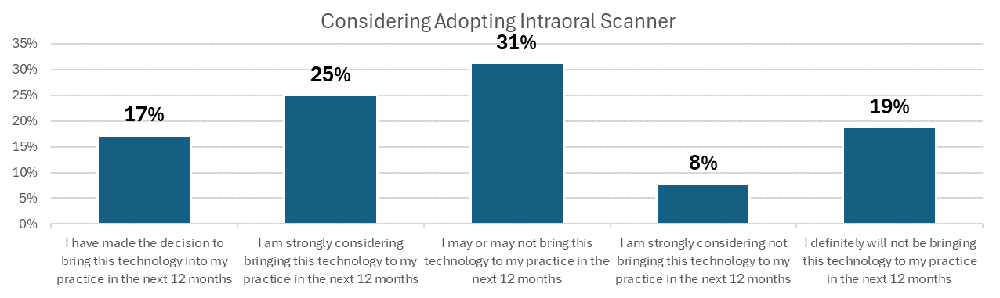 Considering Adopting Intraoral Scanner
35%
30%
25%
20%
15%
10%
5%
0%
17%
25%
31%
8%
19%
I have made the decision to
bring this technology into my
practice in the next 12 months
I am strongly considering
bringing this technology to my
practice in the next 12 months
I may or may not bring this
technology to my practice in the
next 12 months
I am strongly considering not
bringing this technology to my
practice in the next 12 months
I definitely will not be bringing
this technology to my practice
in the next 12 months